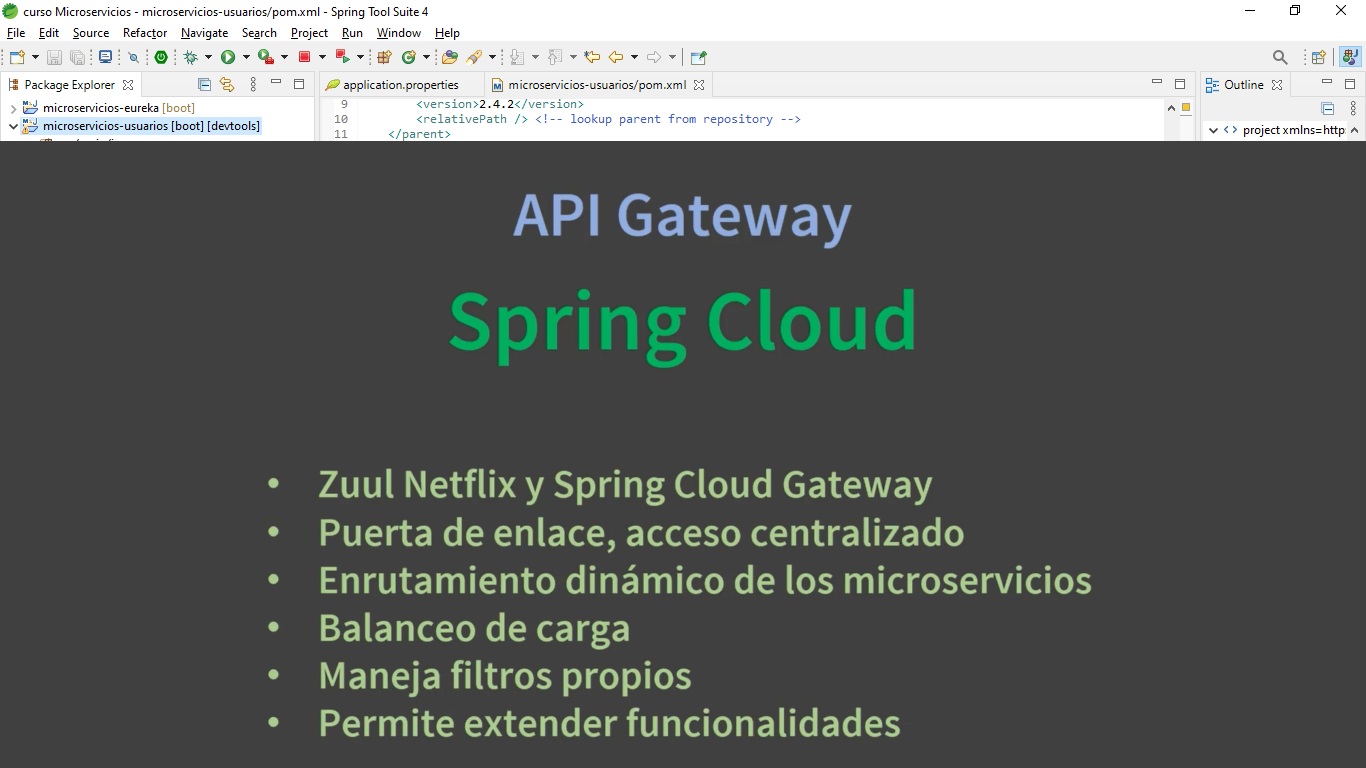 curso Microservicios - microservicios-usuarios/pom.xml - Spring Tool Suite 4
File Edit Source Refactor Navigate Search Project Run Window Help
Package Explorer application.properties microservicios-usuarios/pom.xml Outline
microservicios-eureka [boot]
microservicios-usuarios [boot] [devtools]
9 <version>2.4.2</version>
10 <relativePath /> <!-- lookup parent from repository -->
11 </parent>
project xmlns=http:
API Gateway
Spring Cloud
• Zuul Netflix y Spring Cloud Gateway
• Puerta de enlace, acceso centralizado
• Enrutamiento dinámico de los microservicios
• Balanceo de carga
• Maneja filtros propios
• Permite extender funcionalidades